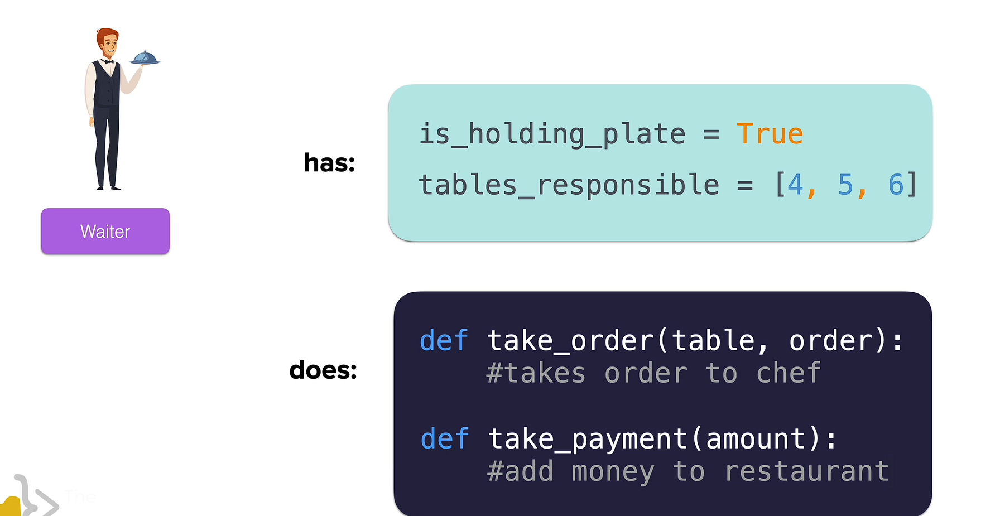 Waiter
has:
is_holding_plate = True
tables_responsible = [4, 5, 6]
does:
def take_order(table, order):
#takes order to chef
def take_payment(amount):
#add money to restaurant
The